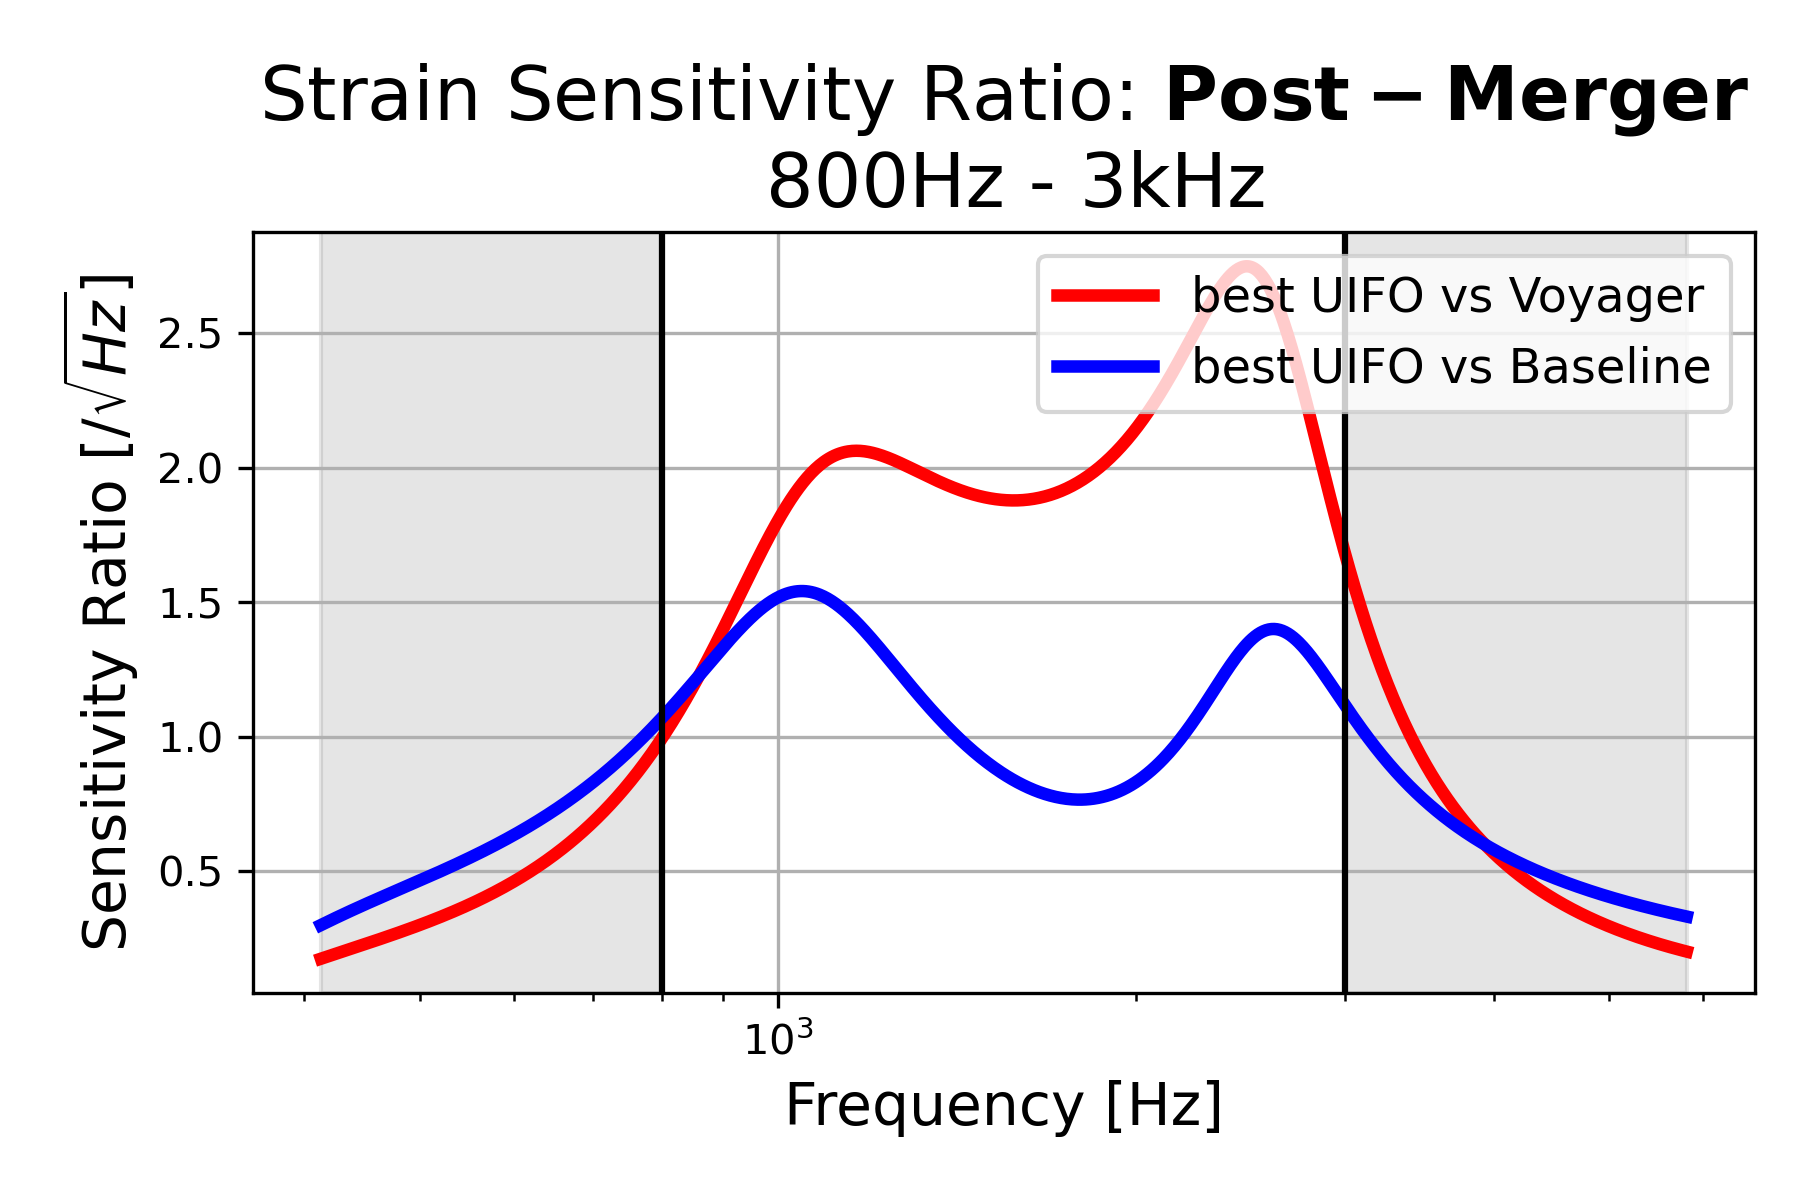 Strain Sensitivity Ratio: Post − Merger
800Hz - 3kHz
Sensitivity Ratio [/√Hz]
2.5
2.0
1.5
1.0
0.5
best UIFO vs Voyager
best UIFO vs Baseline
10³
Frequency [Hz]